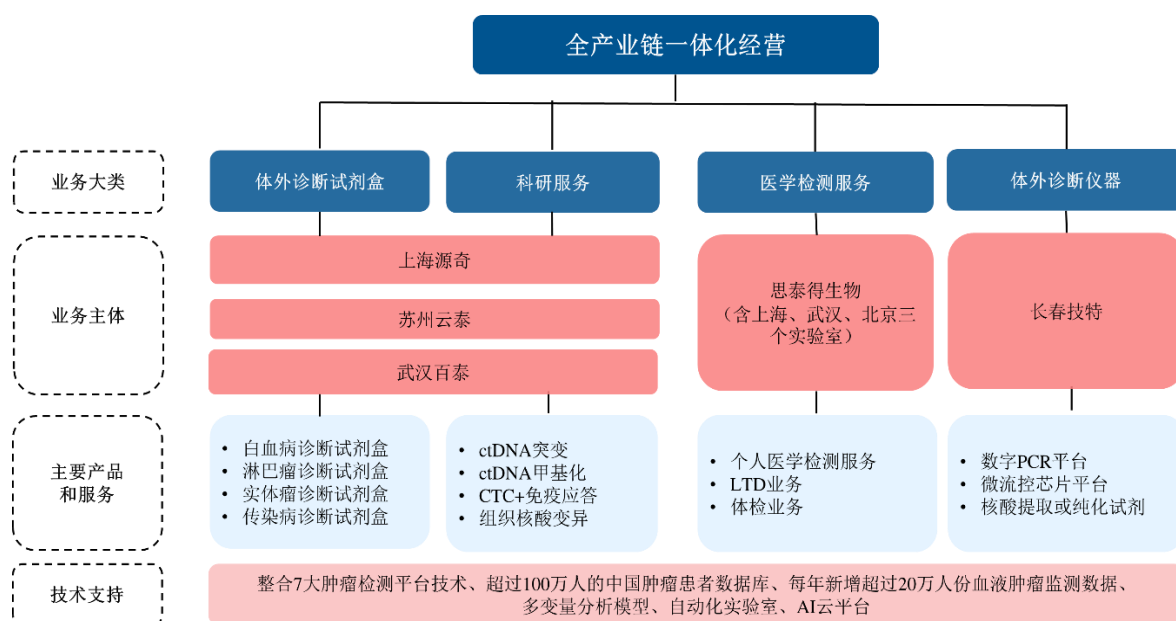 全产业链一体化经营
业务大类
体外诊断试剂盒
科研服务
医学检测服务
体外诊断仪器
业务主体
上海源奇
苏州云泰
武汉百泰
思泰得生物
（含上海、武汉、北京三
个实验室）
长春技特
主要产品
和服务
• 白血病诊断试剂盒
• 淋巴瘤诊断试剂盒
• 实体瘤诊断试剂盒
• 传染病诊断试剂盒
• ctDNA突变
• ctDNA甲基化
• CTC+免疫应答
• 组织核酸变异
• 个人医学检测服务
• LTD业务
• 体检业务
• 数字PCR平台
• 微流控芯片平台
• 核酸提取或纯化试剂
技术支持
整合7大肿瘤检测平台技术、超过100万人的中国肿瘤患者数据库、每年新增超过20万人份血液肿瘤监测数据、
多变量分析模型、自动化实验室、AI云平台